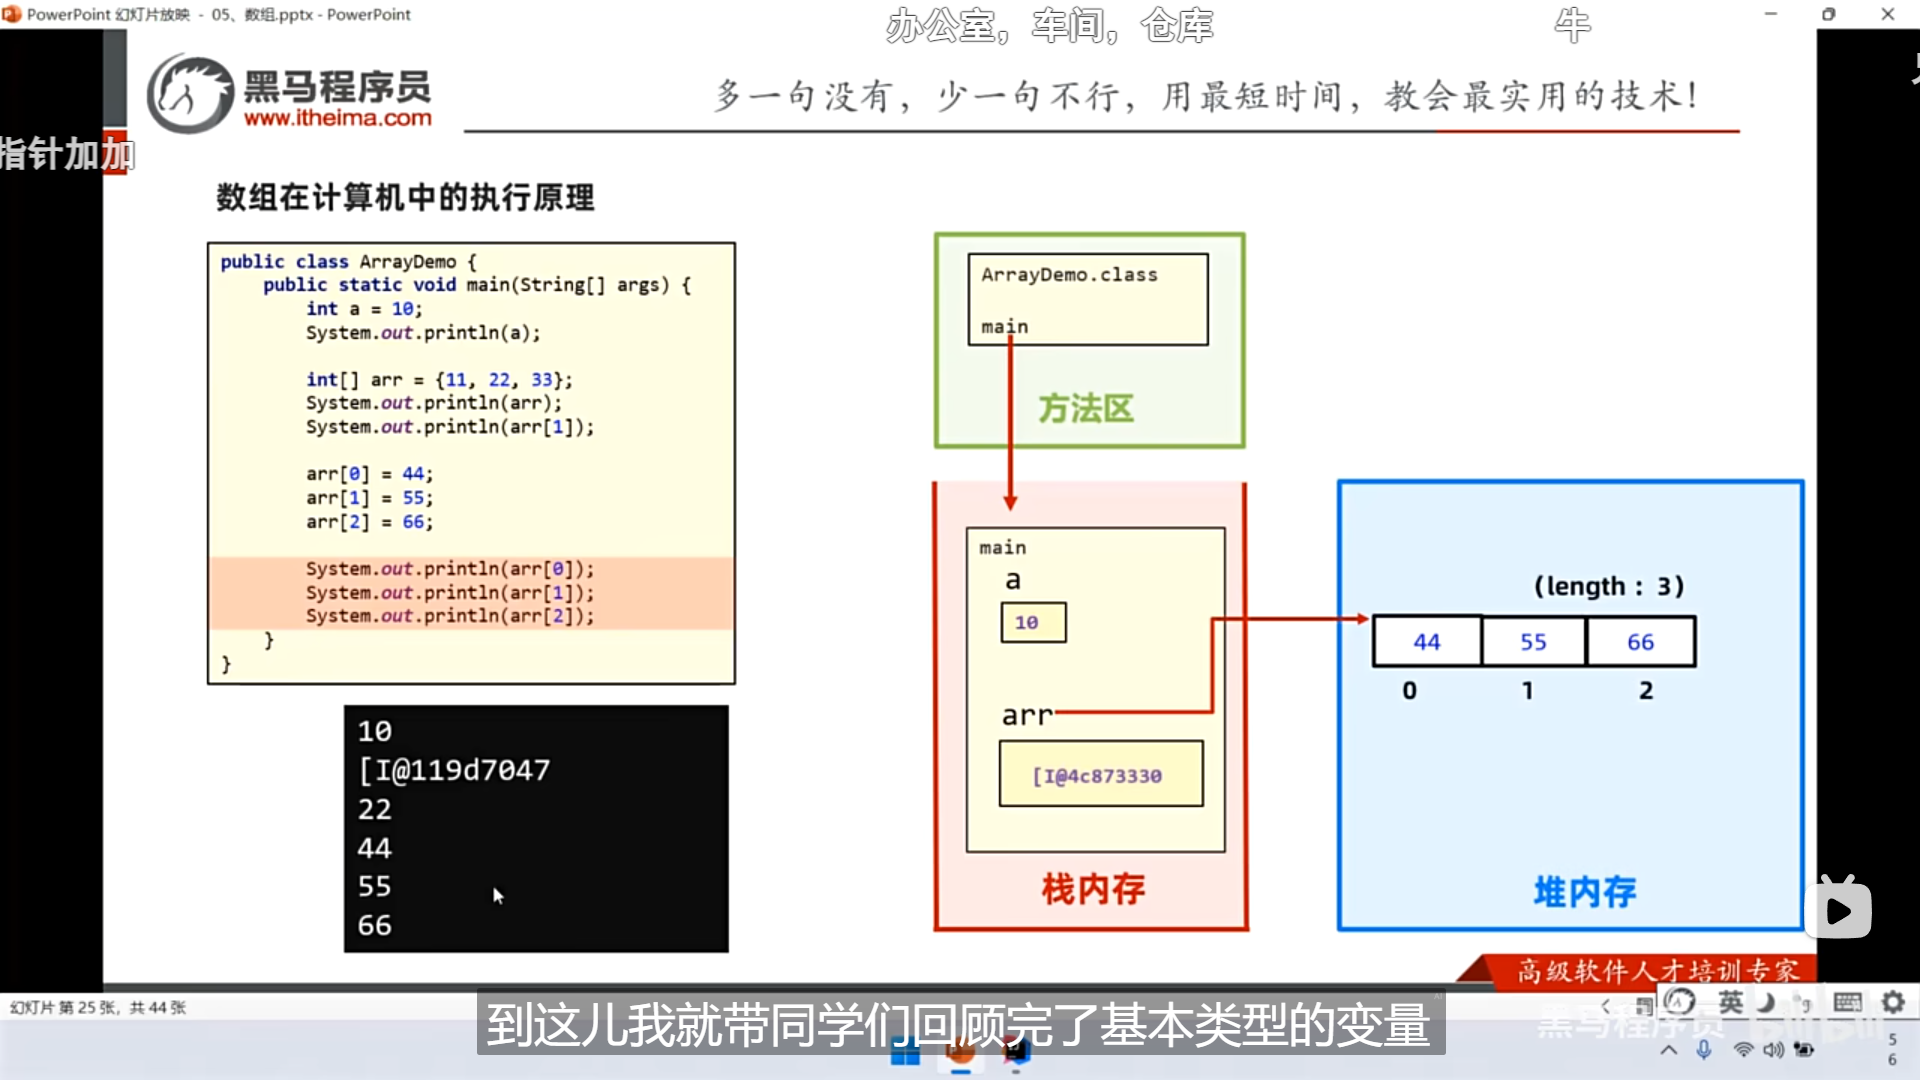 PowerPoint 幻灯片放映 - 05、数组.pptx - PowerPoint
办公室，车间，仓库
牛
黑马程序员
www.itheima.com
多一句没有，少一句不行，用最短时间，教会最实用的技术！
指针加加
数组在计算机中的执行原理
public class ArrayDemo {
public static void main(String[] args) {
int a = 10;
System.out.println(a);
int[] arr = {11, 22, 33};
System.out.println(arr);
System.out.println(arr[1]);
arr[0] = 44;
arr[1] = 55;
arr[2] = 66;
System.out.println(arr[0]);
System.out.println(arr[1]);
System.out.println(arr[2]);
}
}
10
[I@119d7047
22
44
55
66
ArrayDemo.class
main
方法区
main
a
10
arr
[I@4c873330
栈内存
(length : 3)
44 55 66
0 1 2
堆内存
高级软件人才培训专家
幻灯片 第 25 张，共 44 张
到这儿我就带同学们回顾完了基本类型的变量
英
黑马程序员
bilibili
5
6